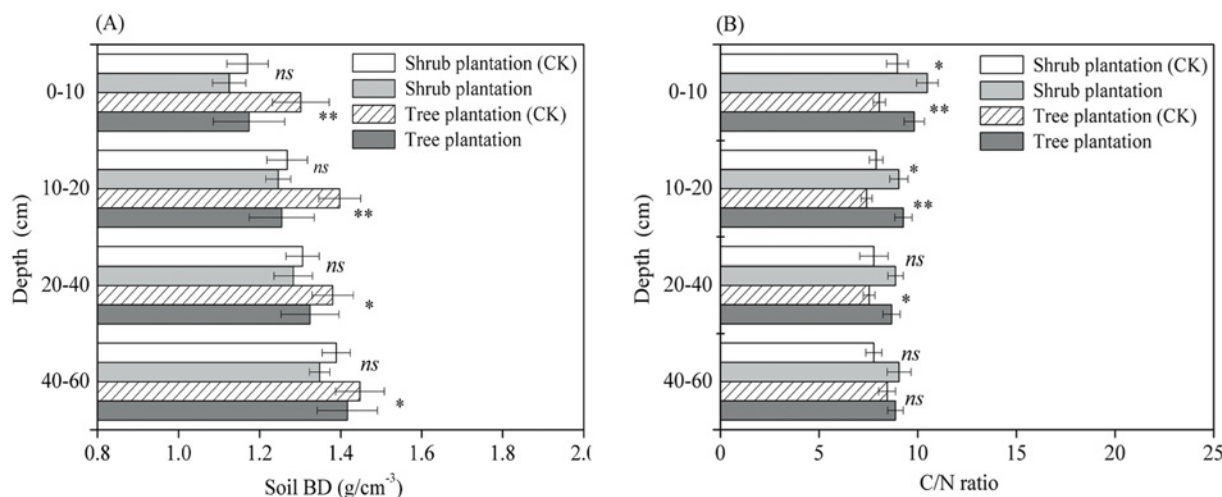 (A)
Shrub plantation (CK)
Shrub plantation
Tree plantation (CK)
Tree plantation
0-10
ns
**
10-20
ns
**
20-40
ns
*
40-60
ns
*
Depth (cm)
0.8 1.0 1.2 1.4 1.6 1.8 2.0
Soil BD (g/cm⁻³)
(B)
Shrub plantation (CK)
Shrub plantation
Tree plantation (CK)
Tree plantation
0-10
*
**
10-20
*
**
20-40
ns
*
40-60
ns
ns
Depth (cm)
0 5 10 15 20 25
C/N ratio